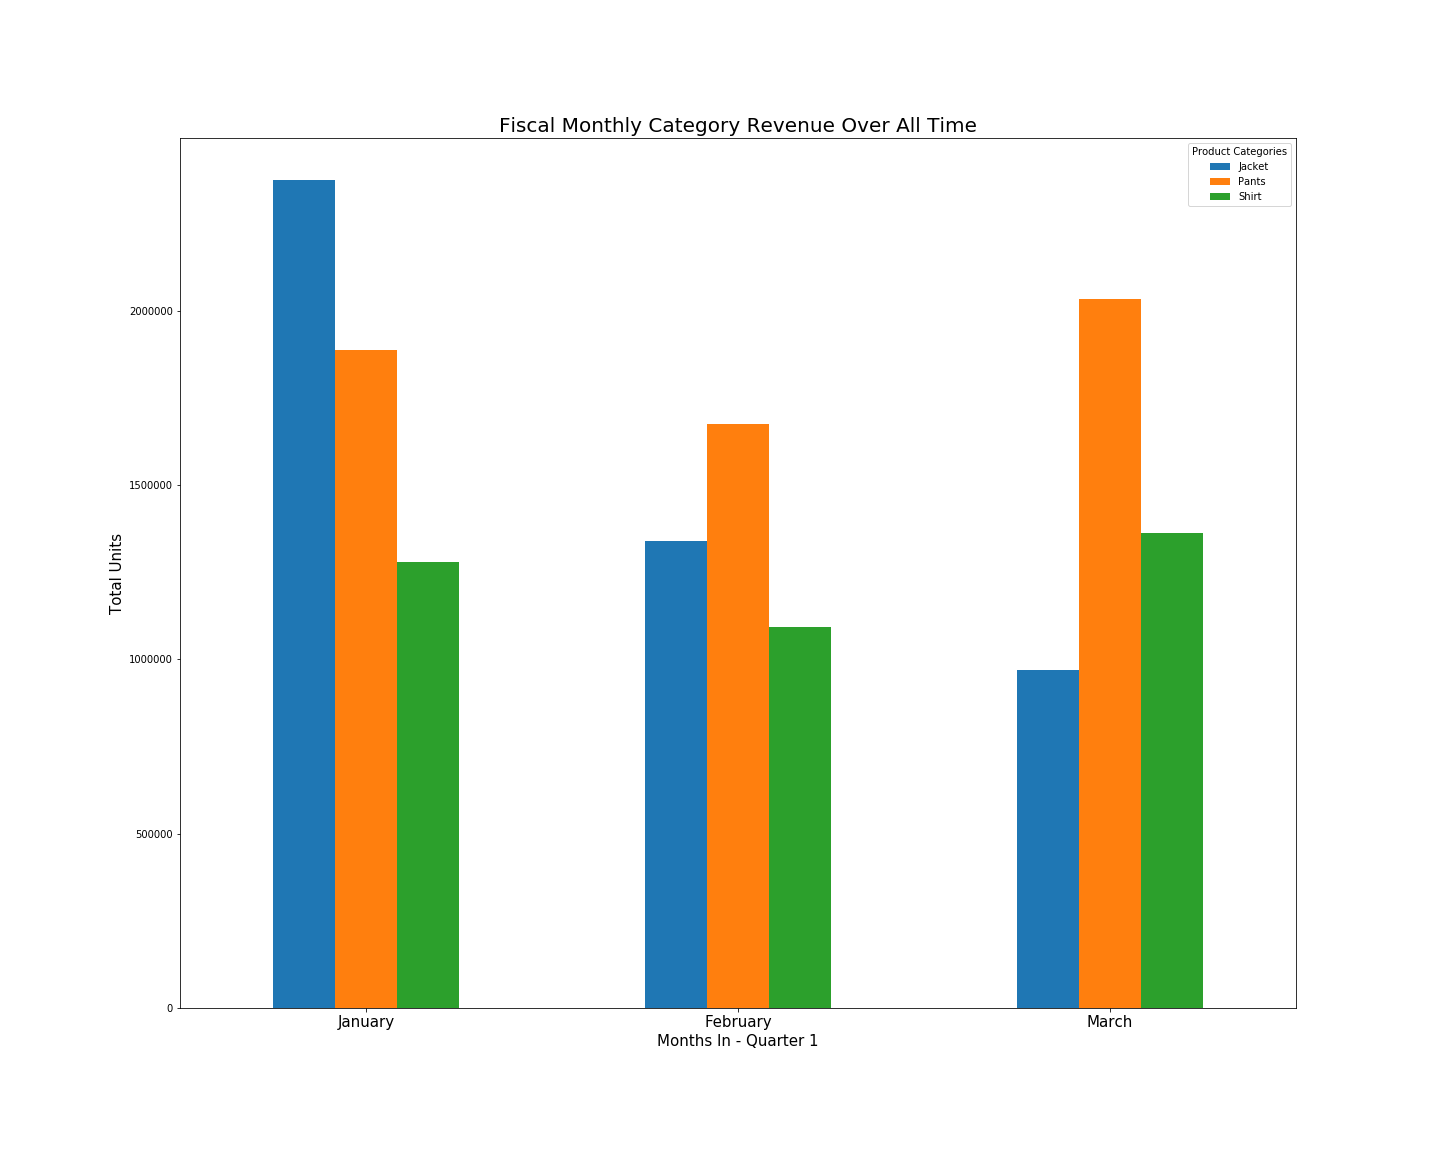 Fiscal Monthly Category Revenue Over All Time
Product Categories
Jacket
Pants
Shirt
2000000
1500000
1000000
500000
0
Total Units
January
February
March
Months In - Quarter 1